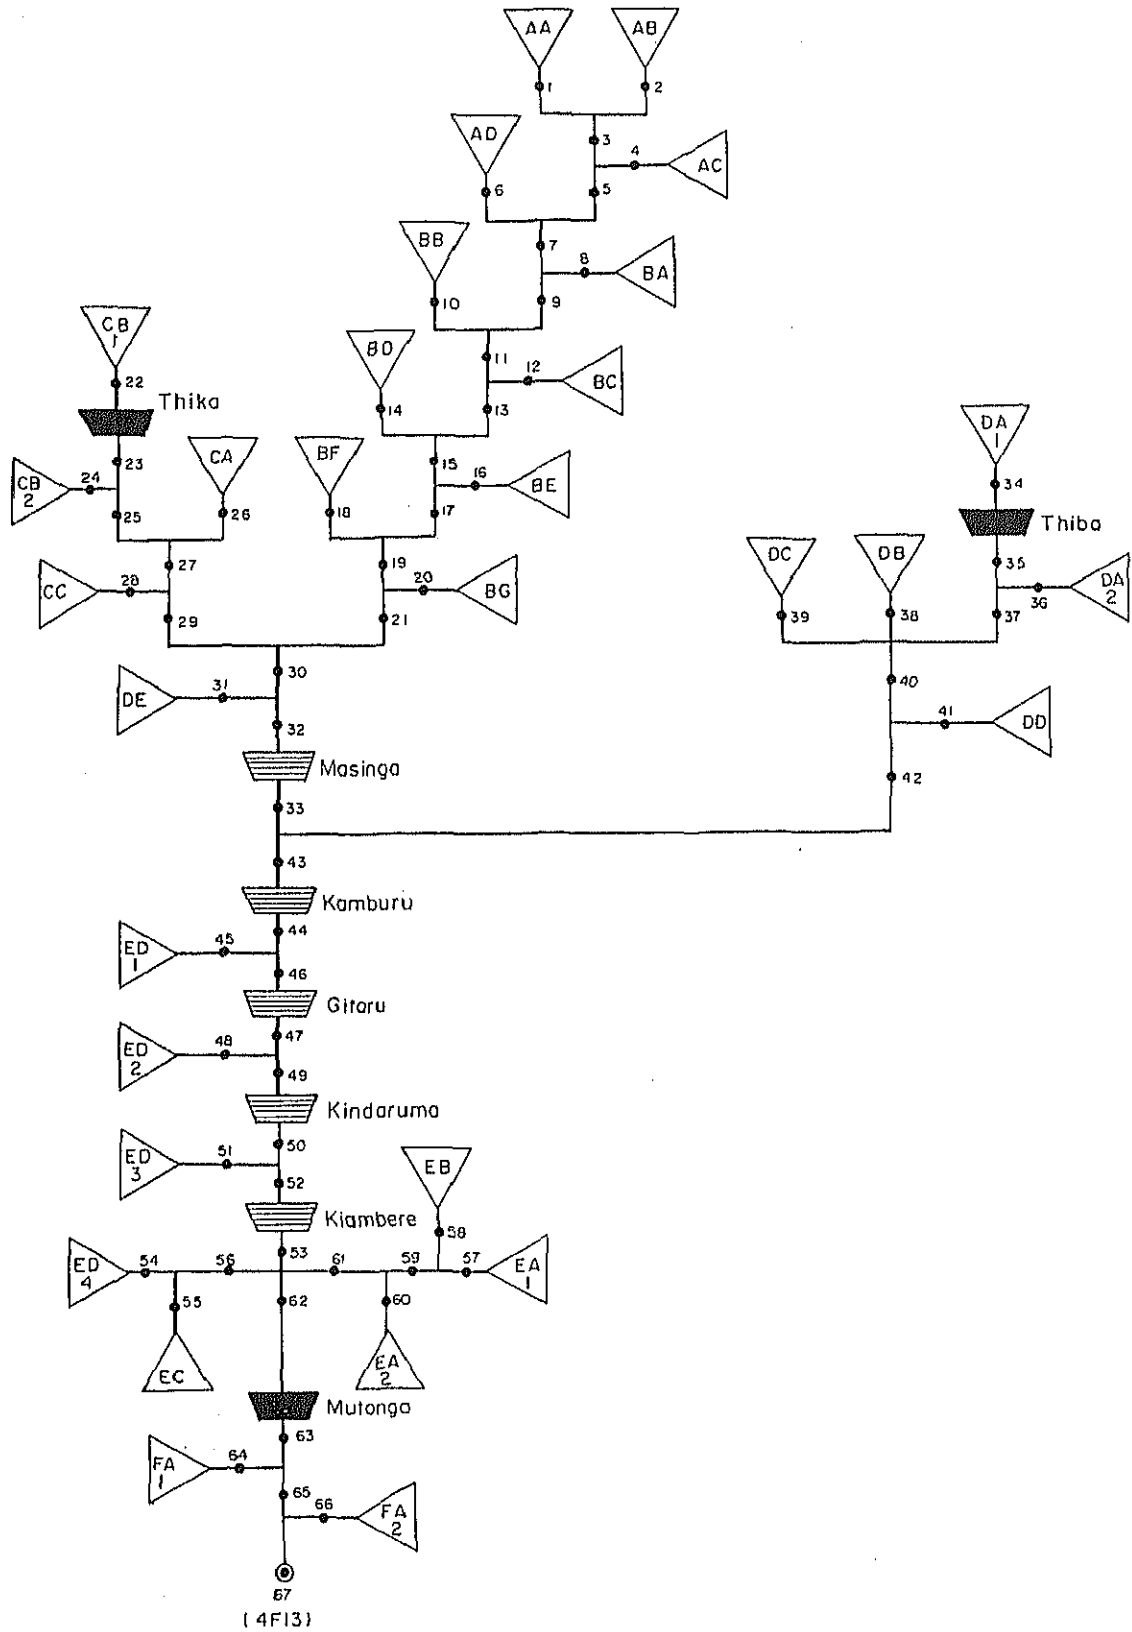 AA AB
1 2
3
AD 4 AC
6 5
7
BB 8 BA
10 9
CB
1
11
BD 12 BC
22
Thika
14 13
DA
1
23 CA BF 15
24 16 BE
CB
2
34
25 26 18 17
Thiba
DC DB 35
27 19
CC 28 20 BG
36 DA
2
29 21
39 38 37
30
DE 31
40
41 DD
32
Masinga
42
33
43
Kamburu
44
ED
1
45
46
Gitaru
47
ED
2
48
49
Kindaruma
50
ED
3
51
52
EB
Kiambere
58
53
ED
4
54 56 61 59 57 EA
1
55 62 60
EC EA
2
Mutonga
63
FA
1
64
65
66 FA
2
67
(4F13)